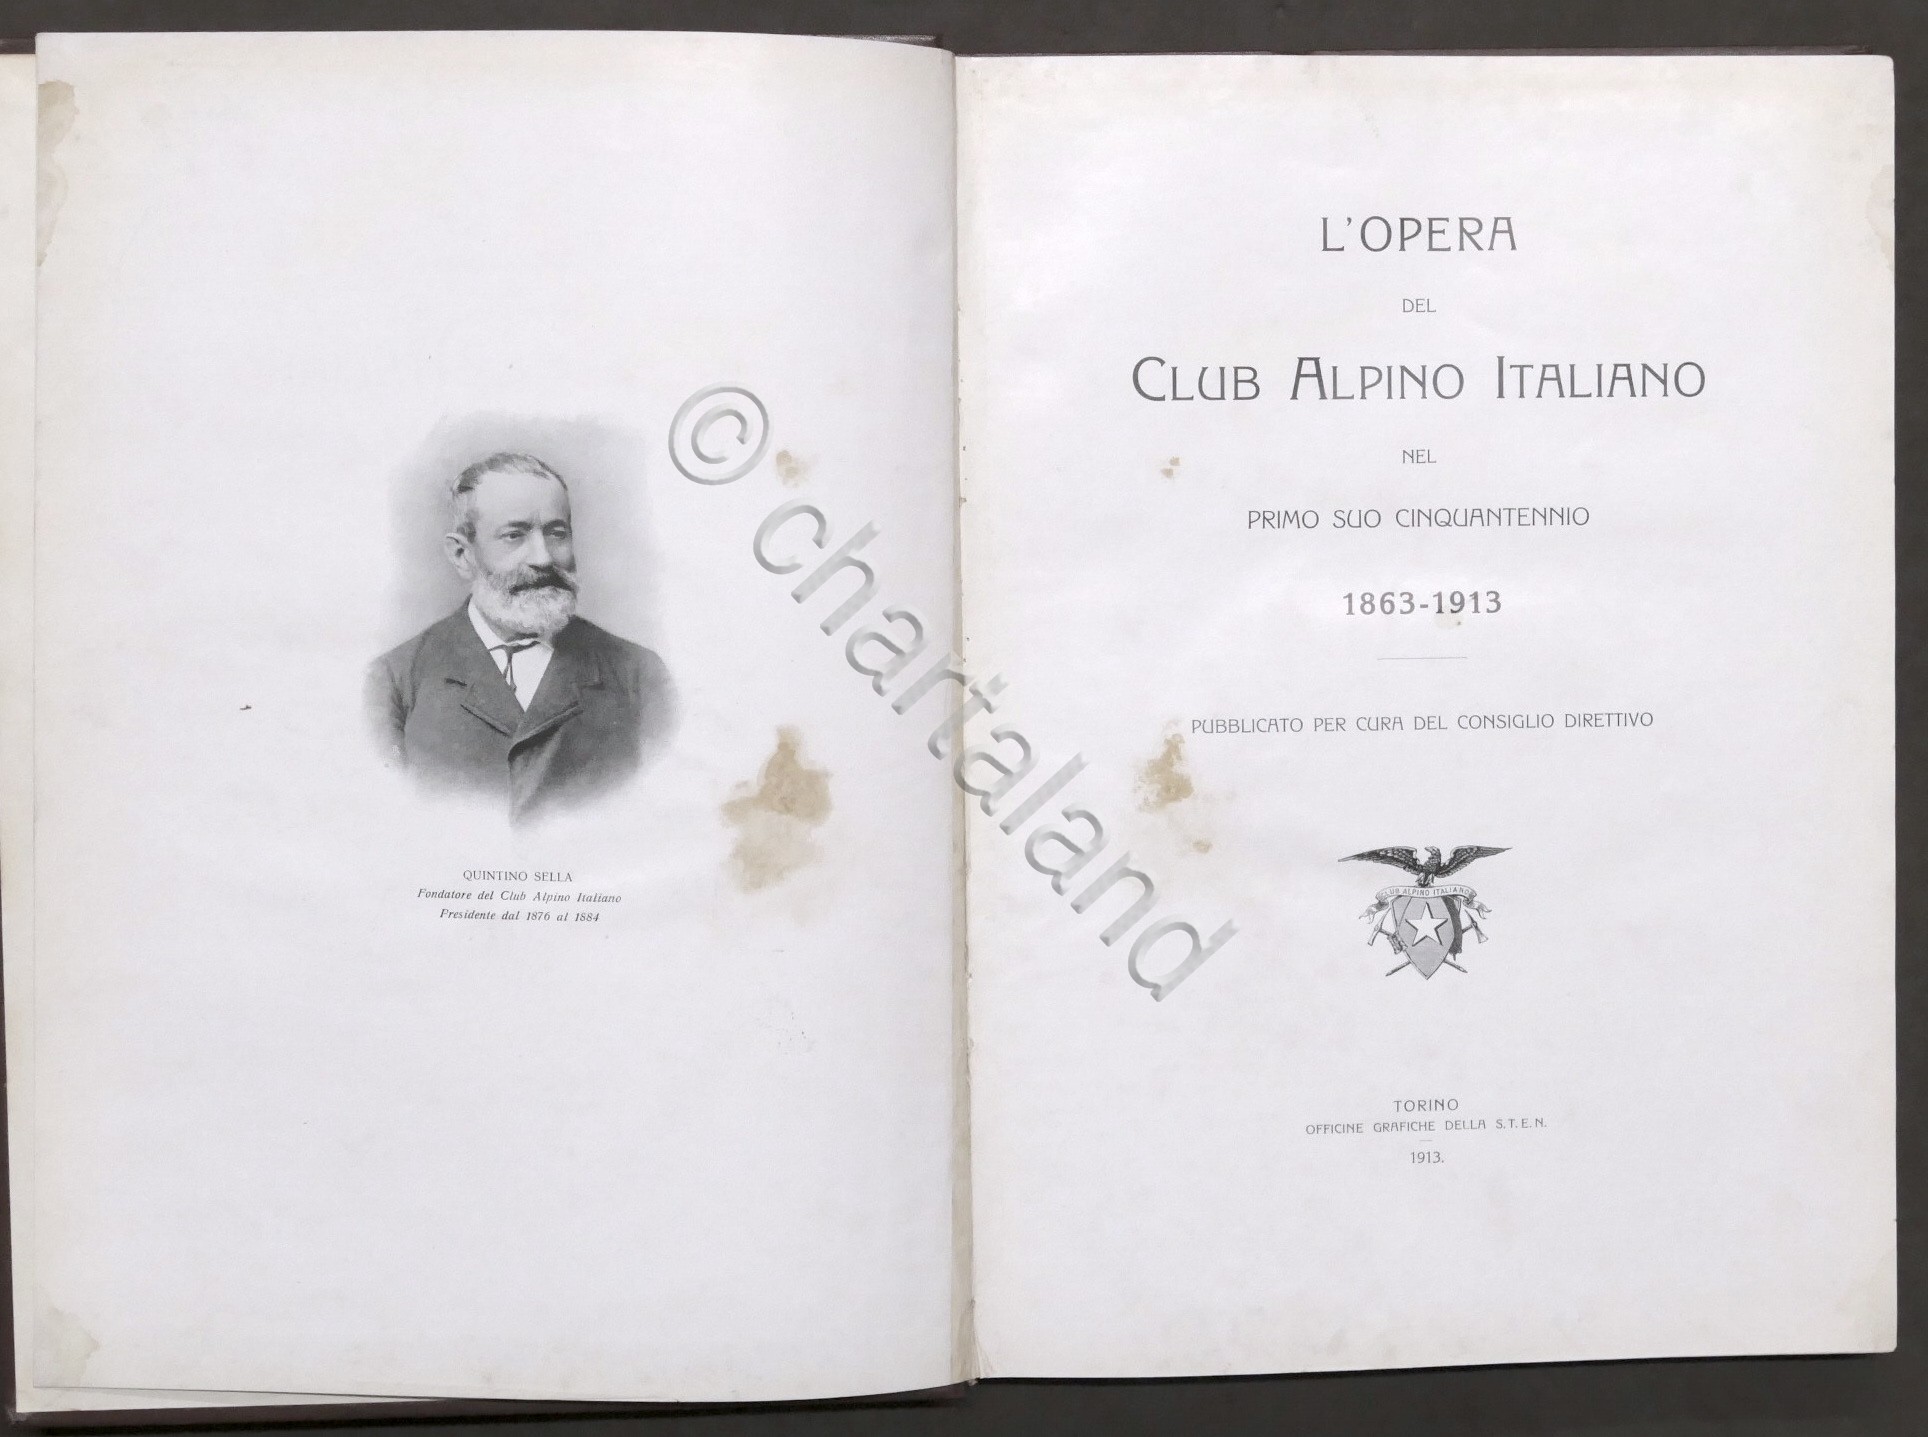 QUINTINO SELLA
Fondatore del Club Alpino Italiano
Presidente dal 1876 al 1884
© chartaland
L'OPERA
DEL
CLUB ALPINO ITALIANO
NEL
PRIMO SUO CINQUANTENNIO
1863-1913
PUBBLICATO PER CURA DEL CONSIGLIO DIRETTIVO
CLUB ALPINO ITALIANO
TORINO
OFFICINE GRAFICHE DELLA S.T.E.N.
1913.